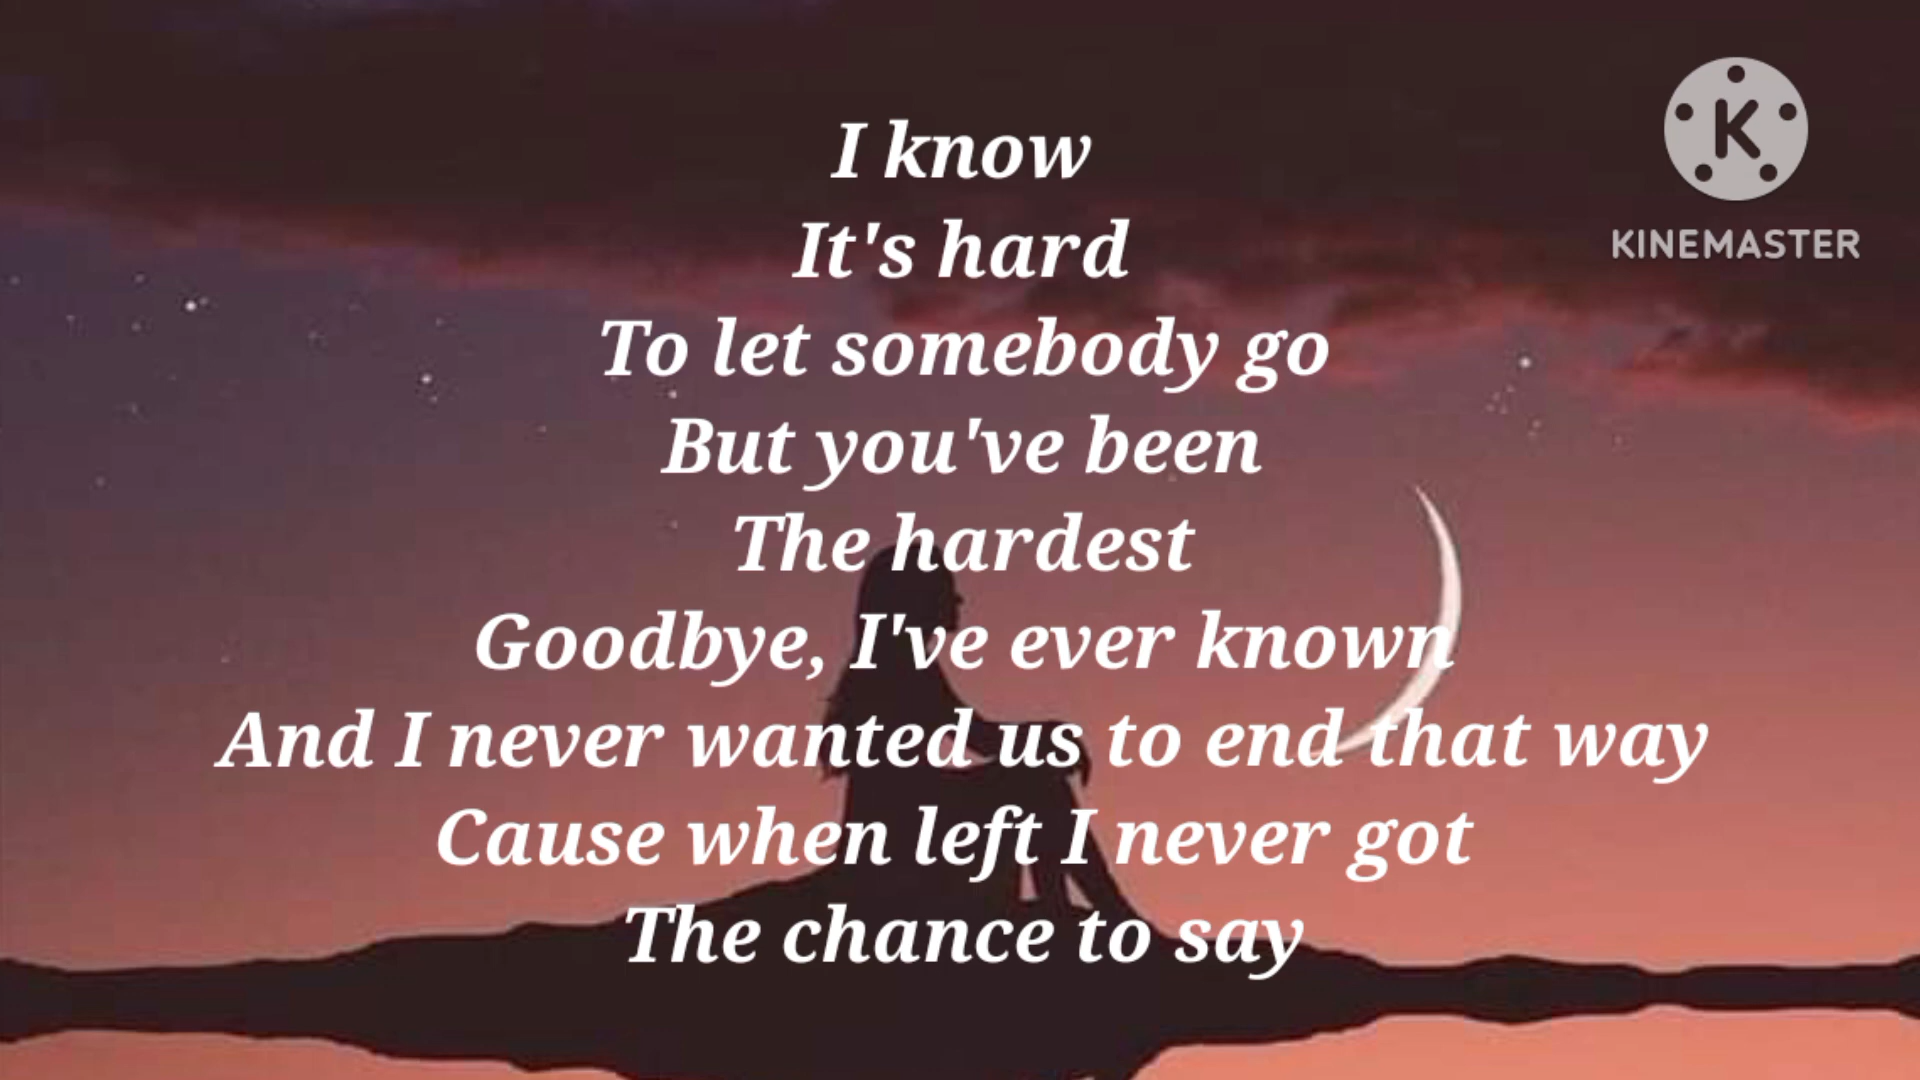 I know
It's hard
To let somebody go
But you've been
The hardest
Goodbye, I've ever known
And I never wanted us to end that way
Cause when left I never got
The chance to say
K
KINEMASTER